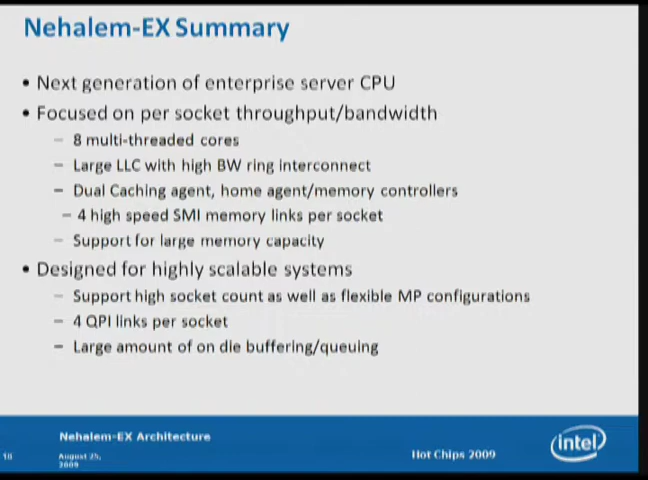 Nehalem-EX Summary
• Next generation of enterprise server CPU
• Focused on per socket throughput/bandwidth
– 8 multi-threaded cores
– Large LLC with high BW ring interconnect
– Dual Caching agent, home agent/memory controllers
– 4 high speed SMI memory links per socket
– Support for large memory capacity
• Designed for highly scalable systems
– Support high socket count as well as flexible MP configurations
– 4 QPI links per socket
– Large amount of on die buffering/queuing
Nehalem-EX Architecture
August 25,
2009
Hot Chips 2009
intel